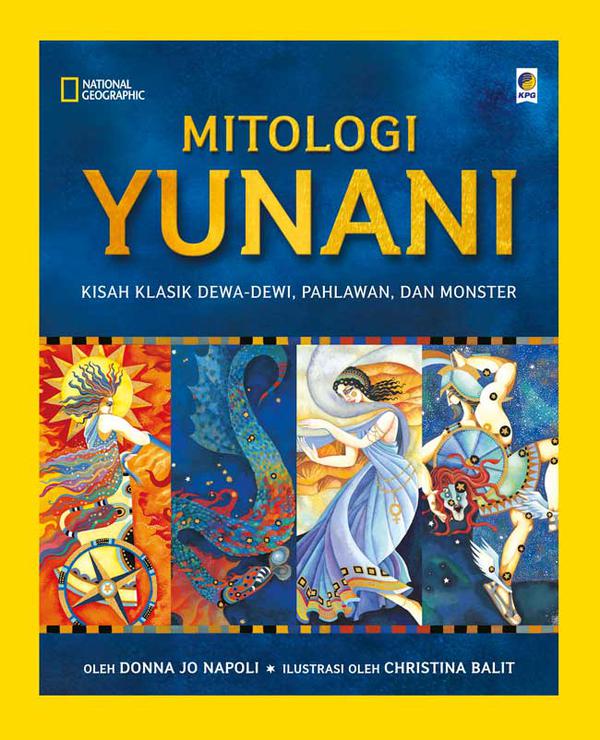 NATIONAL
GEOGRAPHIC
KPG
MITOLOGI
YUNANI
KISAH KLASIK DEWA-DEWI, PAHLAWAN, DAN MONSTER
OLEH DONNA JO NAPOLI ✶ ILUSTRASI OLEH CHRISTINA BALIT